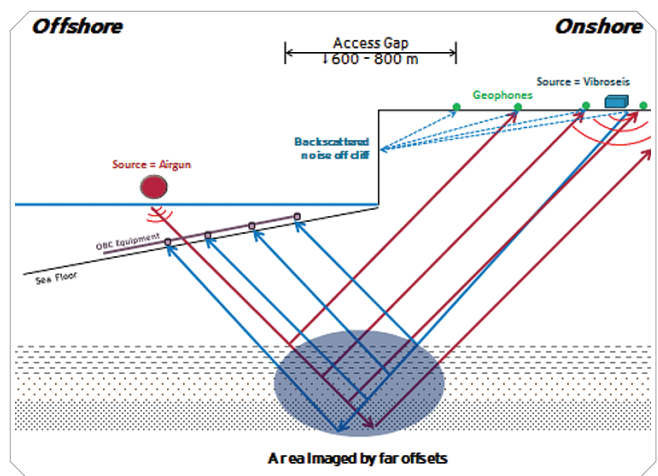 Offshore
Onshore
Access Gap
↓600 - 800 m
Source = Vibroseis
Geophones
Backscattered
noise off cliff
Source = Airgun
OBC Equipment
Sea Floor
Area Imaged by far offsets